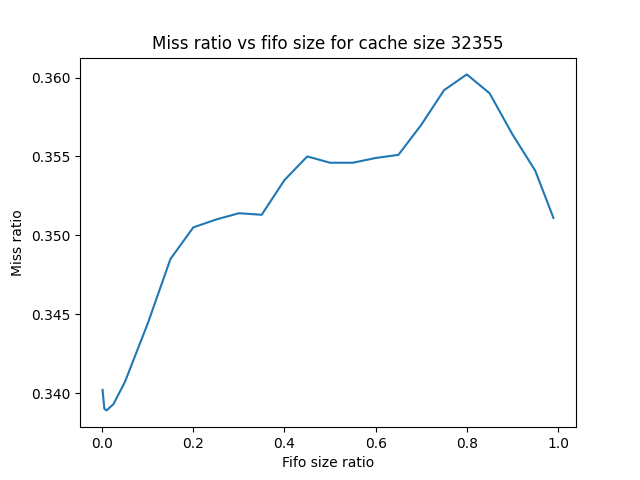 Miss ratio vs fifo size for cache size 32355
0.360
0.355
0.350
0.345
0.340
Miss ratio
0.0 0.2 0.4 0.6 0.8 1.0
Fifo size ratio